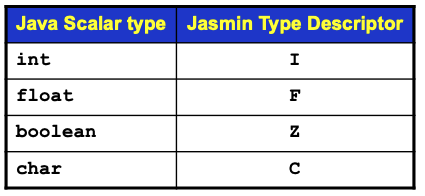 Java Scalar type Jasmin Type Descriptor
int I
float F
boolean Z
char C